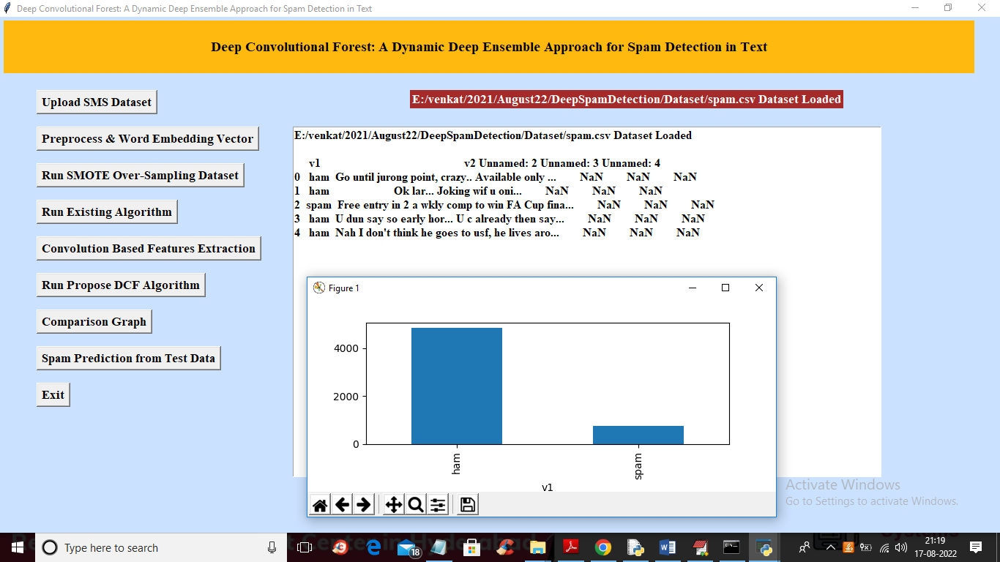 Deep Convolutional Forest: A Dynamic Deep Ensemble Approach for Spam Detection in Text
Deep Convolutional Forest: A Dynamic Deep Ensemble Approach for Spam Detection in Text
Upload SMS Dataset
E:/venkat/2021/August22/DeepSpamDetection/Dataset/spam.csv Dataset Loaded
Preprocess & Word Embedding Vector
Run SMOTE Over-Sampling Dataset
Run Existing Algorithm
Convolution Based Features Extraction
Run Propose DCF Algorithm
Comparison Graph
Spam Prediction from Test Data
Exit
E:/venkat/2021/August22/DeepSpamDetection/Dataset/spam.csv Dataset Loaded
v1 v2 Unnamed: 2 Unnamed: 3 Unnamed: 4
0 ham Go until jurong point, crazy.. Available only ... NaN NaN NaN
1 ham Ok lar... Joking wif u oni... NaN NaN NaN
2 spam Free entry in 2 a wkly comp to win FA Cup fina... NaN NaN NaN
3 ham U dun say so early hor... U c already then say... NaN NaN NaN
4 ham Nah I don't think he goes to usf, he lives aro... NaN NaN NaN
Figure 1
4000
2000
0
ham
spam
v1
Activate Windows
Go to Settings to activate Windows.
Type here to search
18
21:19
17-08-2022